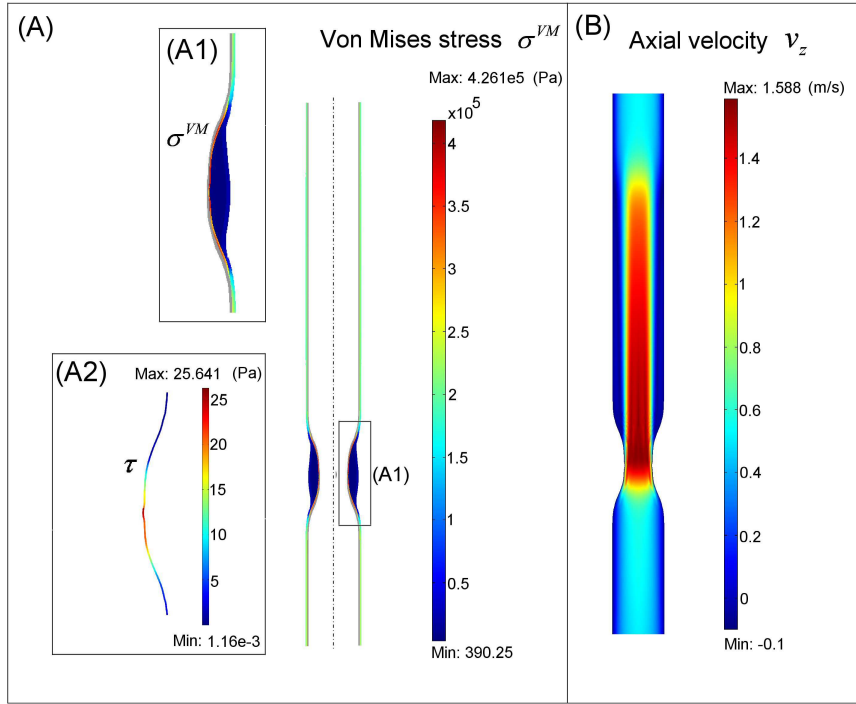 (A)
(A1)
Von Mises stress σ^VM
σ^VM
Max: 4.261e5 (Pa)
x10^5
4
3.5
3
2.5
2
1.5
1
0.5
Min: 390.25
(A1)
(A2)
Max: 25.641 (Pa)
τ
25
20
15
10
5
Min: 1.16e-3
(B)
Axial velocity v_z
Max: 1.588 (m/s)
1.4
1.2
1
0.8
0.6
0.4
0.2
0
Min: -0.1